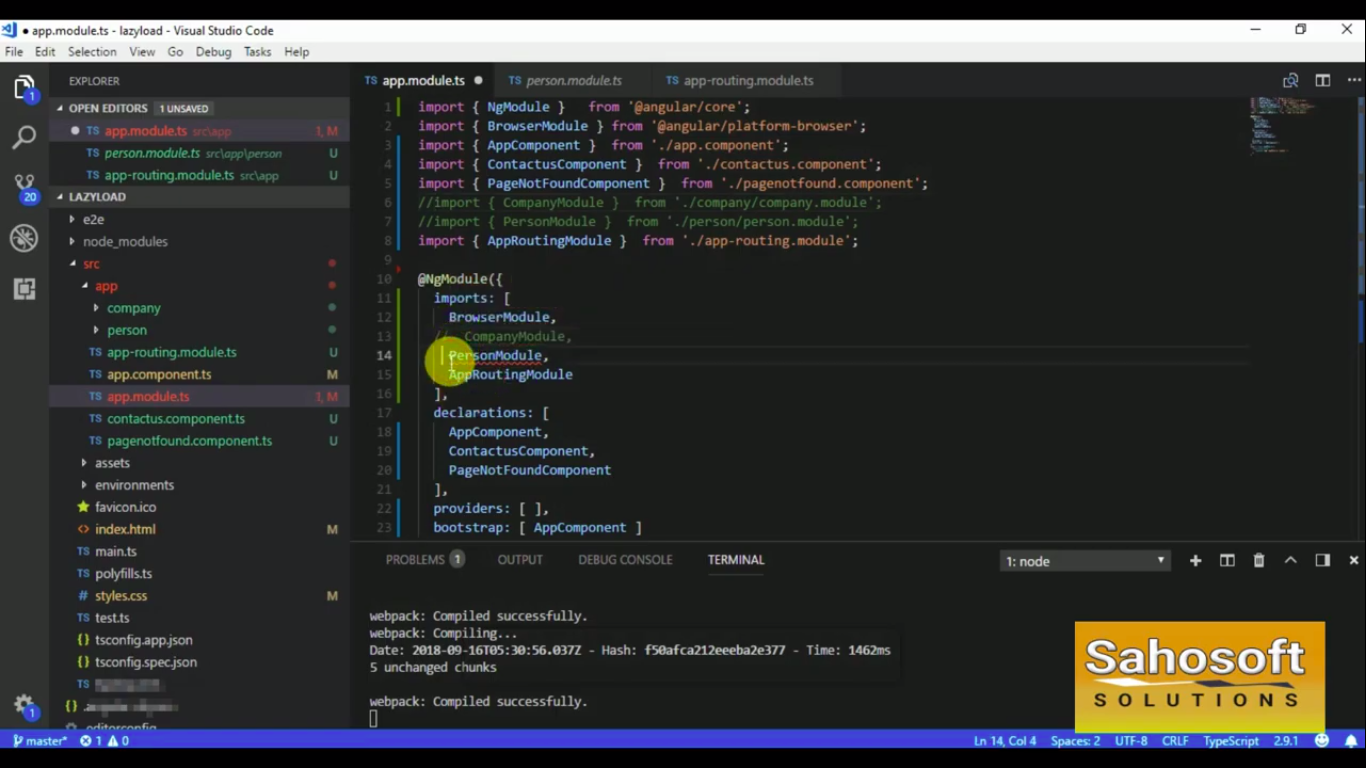 ● app.module.ts - lazyload - Visual Studio Code
File Edit Selection View Go Debug Tasks Help
EXPLORER
OPEN EDITORS 1 UNSAVED
TS app.module.ts src\app 1, M
TS person.module.ts src\app\person U
TS app-routing.module.ts src\app U
LAZYLOAD
e2e
node_modules
src
app
company
person
TS app-routing.module.ts U
TS app.component.ts M
TS app.module.ts 1, M
TS contactus.component.ts U
TS pagenotfound.component.ts U
assets
environments
favicon.ico
<> index.html M
TS main.ts
TS polyfills.ts
# styles.css M
TS test.ts
{} tsconfig.app.json
{} tsconfig.spec.json
TS
{}
.editorconfig
1
20
1
TS app.module.ts ● TS person.module.ts TS app-routing.module.ts
1 import { NgModule } from '@angular/core';
2 import { BrowserModule } from '@angular/platform-browser';
3 import { AppComponent } from './app.component';
4 import { ContactusComponent } from './contactus.component';
5 import { PageNotFoundComponent } from './pagenotfound.component';
6 //import { CompanyModule } from './company/company.module';
7 //import { PersonModule } from './person/person.module';
8 import { AppRoutingModule } from './app-routing.module';
9
10 @NgModule({
11 imports: [
12 BrowserModule,
13 // CompanyModule,
14 PersonModule,
15 AppRoutingModule
16 ],
17 declarations: [
18 AppComponent,
19 ContactusComponent,
20 PageNotFoundComponent
21 ],
22 providers: [ ],
23 bootstrap: [ AppComponent ]
PROBLEMS 1 OUTPUT DEBUG CONSOLE TERMINAL 1: node
webpack: Compiled successfully.
webpack: Compiling...
Date: 2018-09-16T05:30:56.037Z - Hash: f50afca212eeeba2e377 - Time: 1462ms
5 unchanged chunks
webpack: Compiled successfully.
Sahosoft
SOLUTIONS
master* 1 0 Ln 14, Col 4 Spaces: 2 UTF-8 CRLF TypeScript 2.9.1